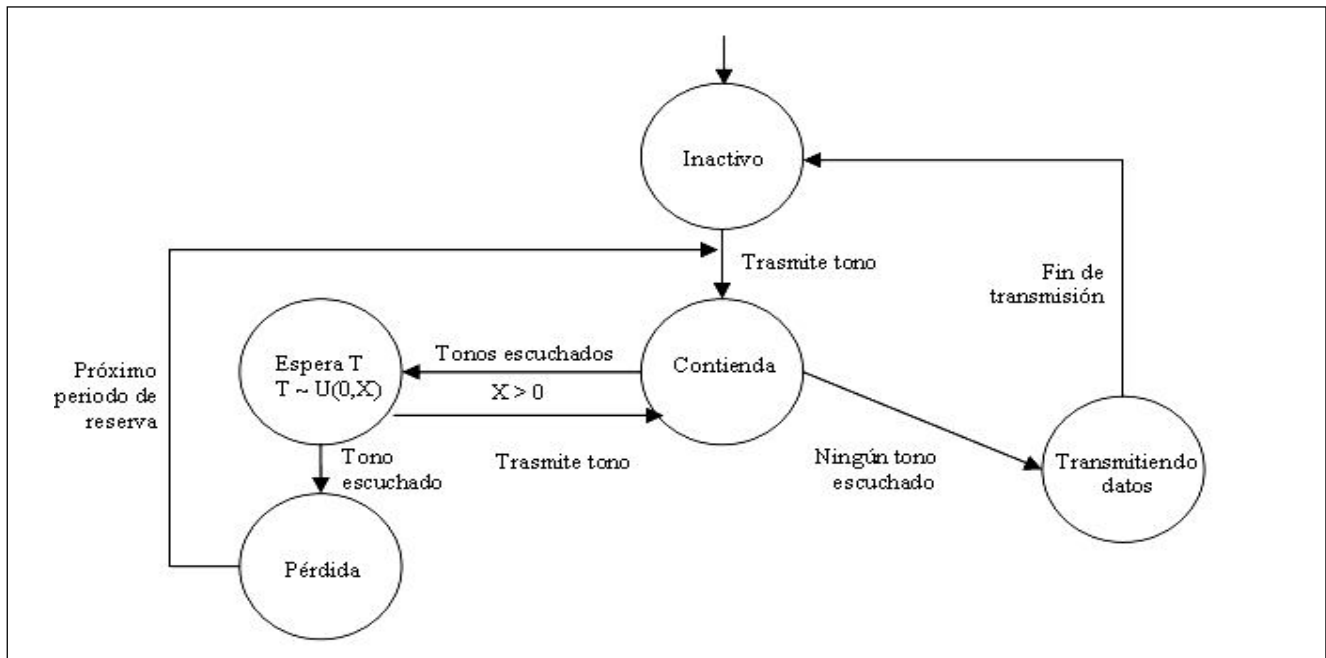 Inactivo
Trasmite tono
Fin de
transmisión
Próximo
periodo de
reserva
Espera T
T ~ U(0,X)
Tonos escuchados
X > 0
Contienda
Trasmite tono
Tono
escuchado
Ningún tono
escuchado
Transmitiendo
datos
Pérdida